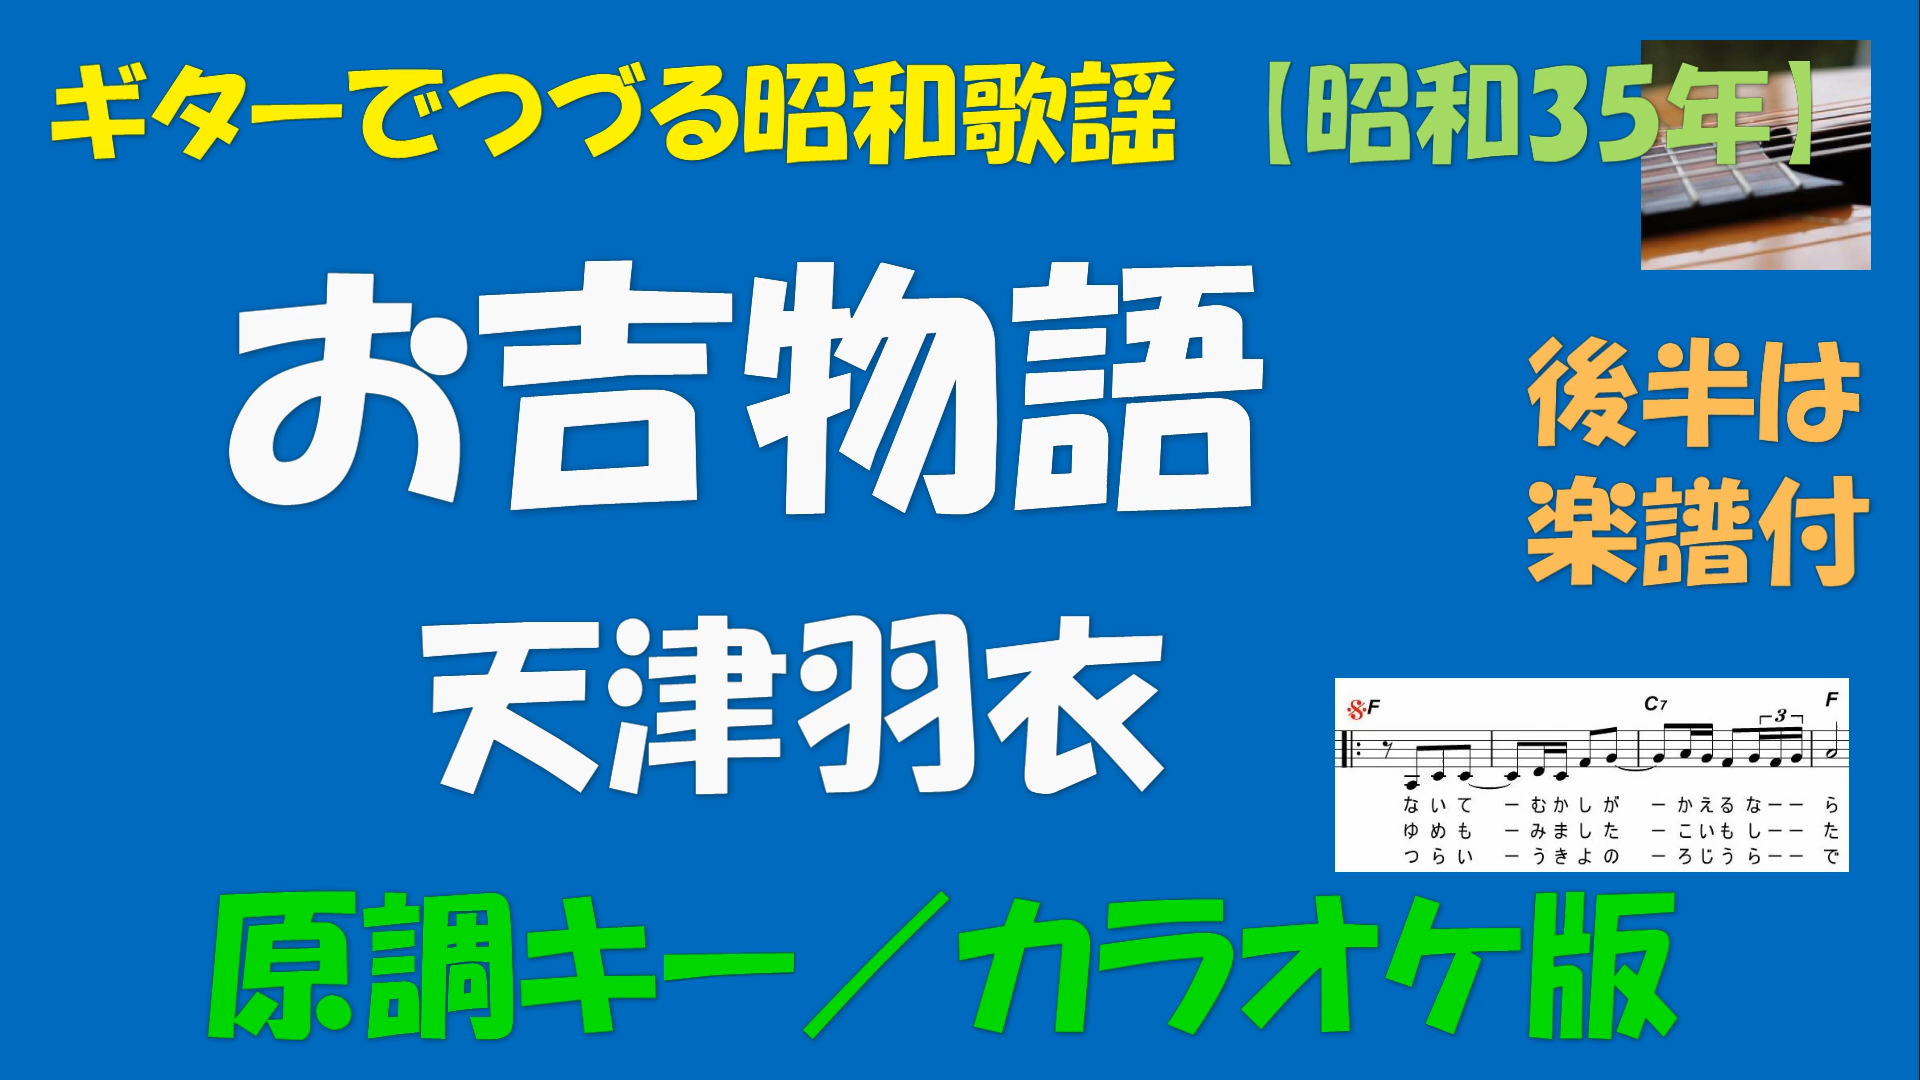 ギターでつづる昭和歌謡 【昭和35年】
お吉物語
後半は
楽譜付
天津羽衣
F C7 F
3
ないて ーむかしが ーかえるなーーら
ゆめも ーみました ーこいもしーーた
つらい ーうきよの ーろじうらーーで
原調キー／カラオケ版